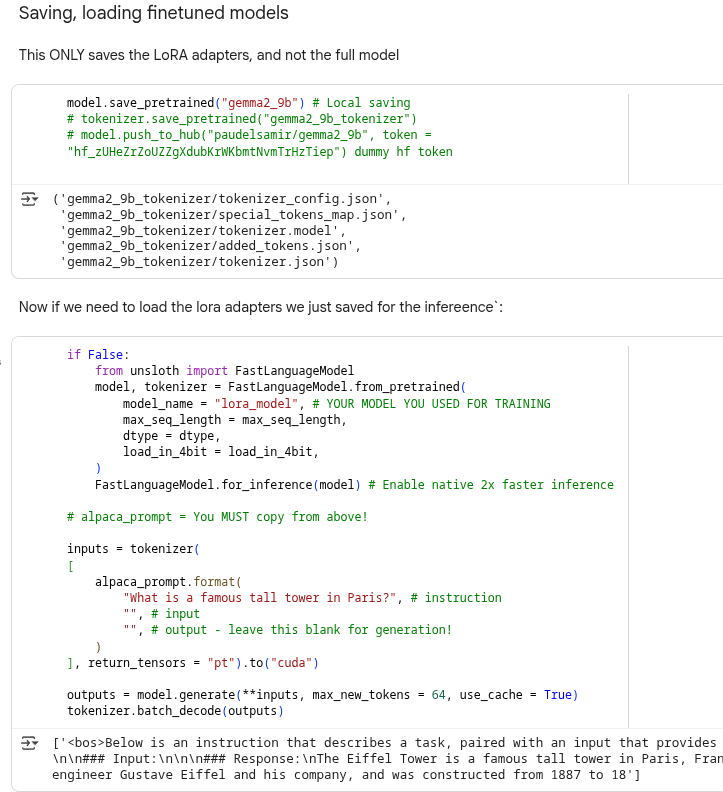 Saving, loading finetuned models
This ONLY saves the LoRA adapters, and not the full model
model.save_pretrained("gemma2_9b") # Local saving
# tokenizer.save_pretrained("gemma2_9b_tokenizer")
# model.push_to_hub("paudelsamir/gemma2_9b", token =
"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") dummy hf token
('gemma2_9b_tokenizer/tokenizer_config.json',
'gemma2_9b_tokenizer/special_tokens_map.json',
'gemma2_9b_tokenizer/tokenizer.model',
'gemma2_9b_tokenizer/added_tokens.json',
'gemma2_9b_tokenizer/tokenizer.json')
Now if we need to load the lora adapters we just saved for the infereence`:
if False:
from unsloth import FastLanguageModel
model, tokenizer = FastLanguageModel.from_pretrained(
model_name = "lora_model", # YOUR MODEL YOU USED FOR TRAINING
max_seq_length = max_seq_length,
dtype = dtype,
load_in_4bit = load_in_4bit,
)
FastLanguageModel.for_inference(model) # Enable native 2x faster inference
# alpaca_prompt = You MUST copy from above!
inputs = tokenizer(
[
alpaca_prompt.format(
"What is a famous tall tower in Paris?", # instruction
"", # input
"", # output - leave this blank for generation!
)
], return_tensors = "pt").to("cuda")
outputs = model.generate(**inputs, max_new_tokens = 64, use_cache = True)
tokenizer.batch_decode(outputs)
['<bos>Below is an instruction that describes a task, paired with an input that provides
\n\n### Input:\n\n\n### Response:\nThe Eiffel Tower is a famous tall tower in Paris, Fran
engineer Gustave Eiffel and his company, and was constructed from 1887 to 18']